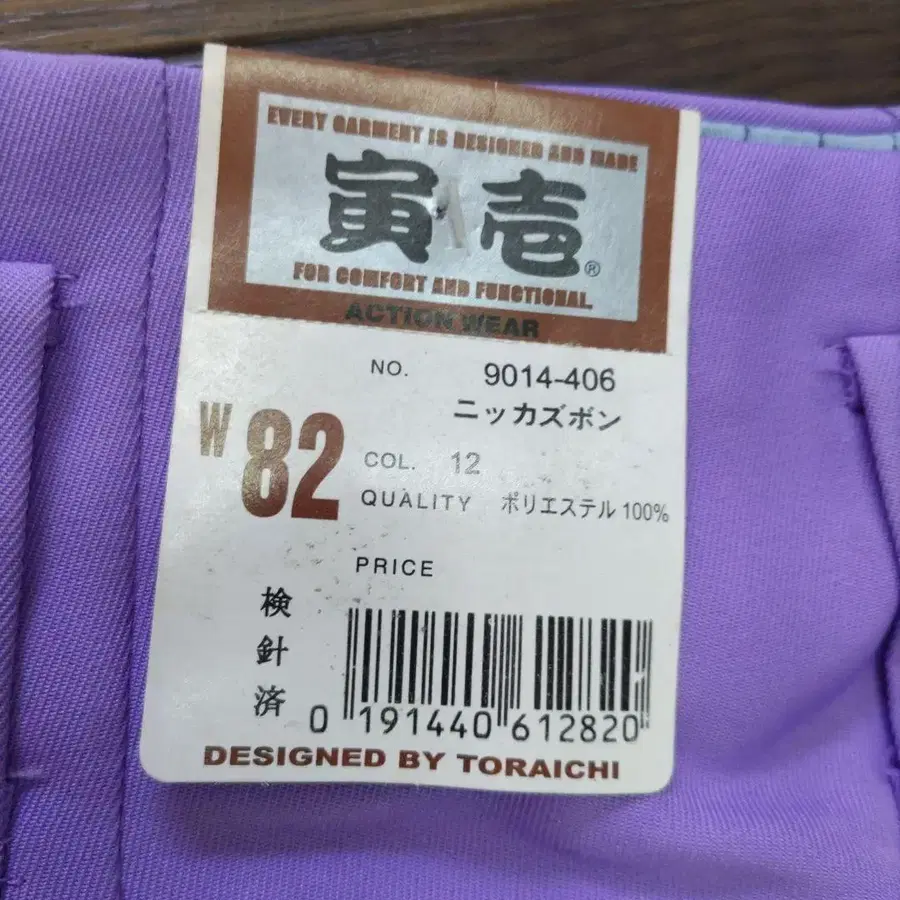 EVERY GARMENT IS DESIGNED AND MADE
寅壱®
FOR COMFORT AND FUNCTIONAL.
ACTION WEAR
NO. 9014-406
ニッカズボン
W 82
COL. 12
QUALITY ポリエステル 100%
PRICE
検針済
0 191440 612820
DESIGNED BY TORAICHI